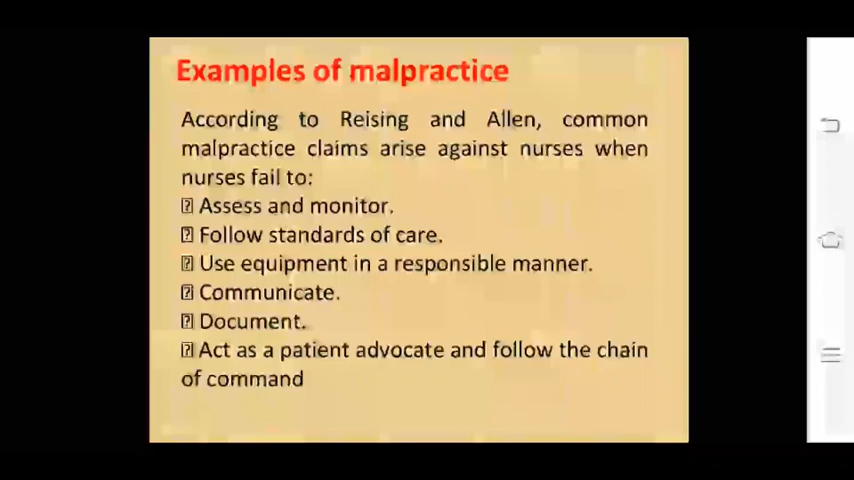 Examples of malpractice
According to Reising and Allen, common
malpractice claims arise against nurses when
nurses fail to:
⍰ Assess and monitor.
⍰ Follow standards of care.
⍰ Use equipment in a responsible manner.
⍰ Communicate.
⍰ Document.
⍰ Act as a patient advocate and follow the chain
of command